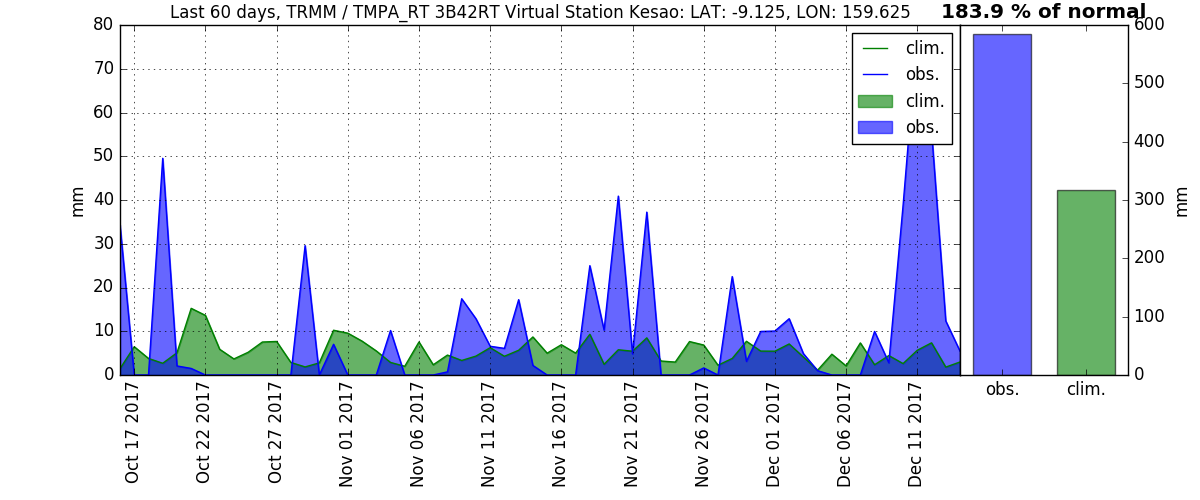 Last 60 days, TRMM / TMPA_RT 3B42RT Virtual Station Kesao: LAT: -9.125, LON: 159.625
183.9 % of normal
80
70
60
50
40
30
20
10
0
mm
clim.
obs.
clim.
obs.
600
500
400
300
200
100
0
mm
obs.
clim.
Oct 17 2017
Oct 22 2017
Oct 27 2017
Nov 01 2017
Nov 06 2017
Nov 11 2017
Nov 16 2017
Nov 21 2017
Nov 26 2017
Dec 01 2017
Dec 06 2017
Dec 11 2017